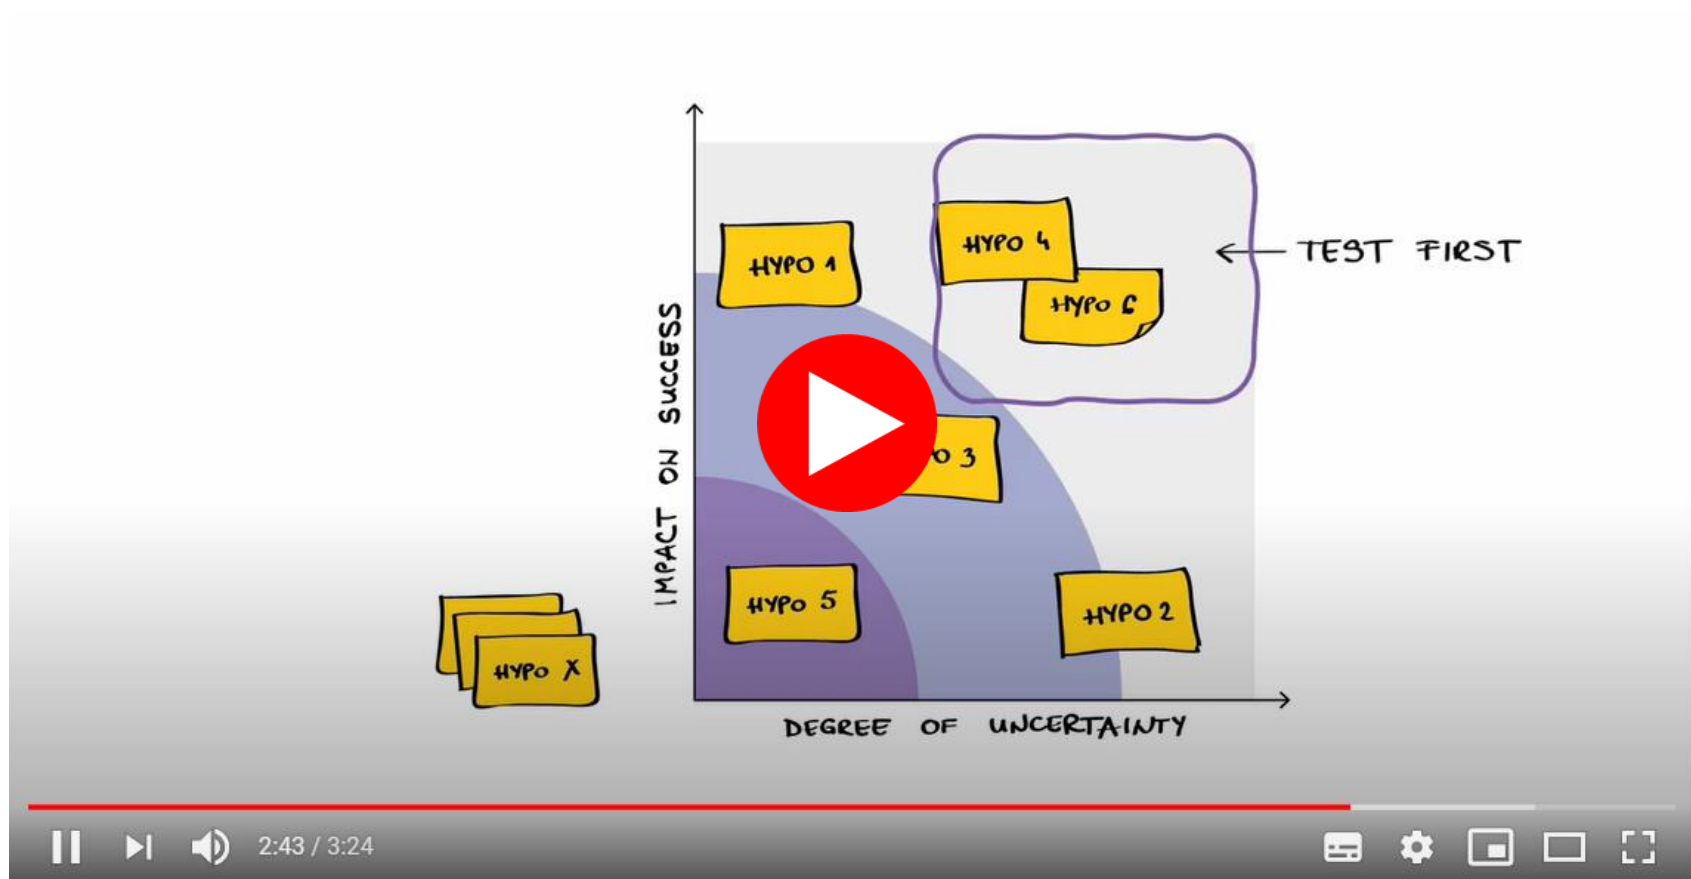 HYPO 4
HYPO 1
TEST FIRST
HYPO 6
IMPACT ON SUCCESS
O 3
HYPO 5
HYPO 2
HYPO X
DEGREE OF UNCERTAINTY
2:43 / 3:24